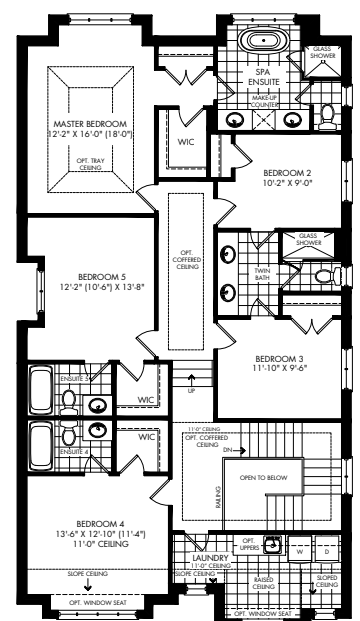 GLASS
SHOWER
SPA
ENSUITE
MAKE-UP
COUNTER
MASTER BEDROOM
12'-2" X 16'-0" (18'-0")
OPT. TRAY
CEILING
WIC
BEDROOM 2
10'-2" X 9'-0"
OPT.
COFFERED
CEILING
GLASS
SHOWER
TWIN
BATH
BEDROOM 5
12'-2" (10'-6") X 13'-8"
BEDROOM 3
11'-10" X 9'-6"
ENSUITE 5
WIC
UP
ENSUITE 4
WIC
11'-0" CEILING
OPT. COFFERED
CEILING
DN
OPEN TO BELOW
RAILING
BEDROOM 4
13'-6" X 12'-10" (11'-4")
11'-0" CEILING
OPT.
UPPERS
W
D
LAUNDRY
11'-0" CEILING
SLOPE CEILING
SLOPE CEILING
RAISED
CEILING
SLOPED
CEILING
OPT. WINDOW SEAT
OPT. WINDOW SEAT